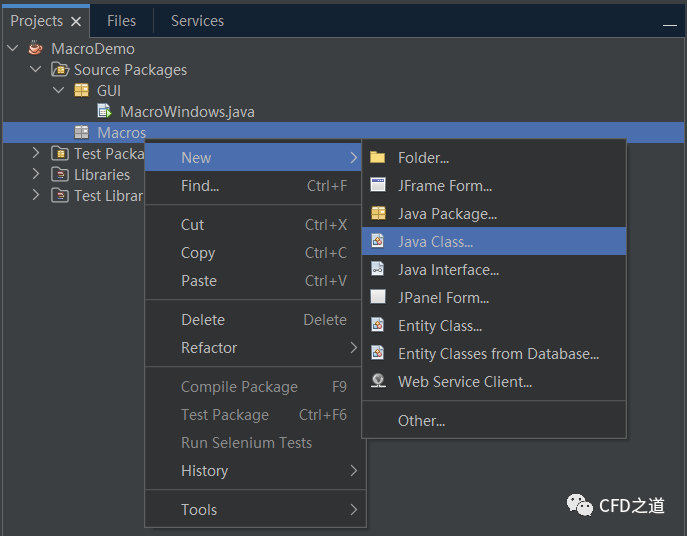 Projects Files Services
MacroDemo
Source Packages
GUI
MacroWindows.java
Macros
Test Packa
Libraries
Test Librar
New
Find... Ctrl+F
Cut Ctrl+X
Copy Ctrl+C
Paste Ctrl+V
Delete Delete
Refactor
Compile Package F9
Test Package Ctrl+F6
Run Selenium Tests
History
Tools
Folder...
JFrame Form...
Java Package...
Java Class...
Java Interface...
JPanel Form...
Entity Class...
Entity Classes from Database...
Web Service Client...
Other...
CFD之道